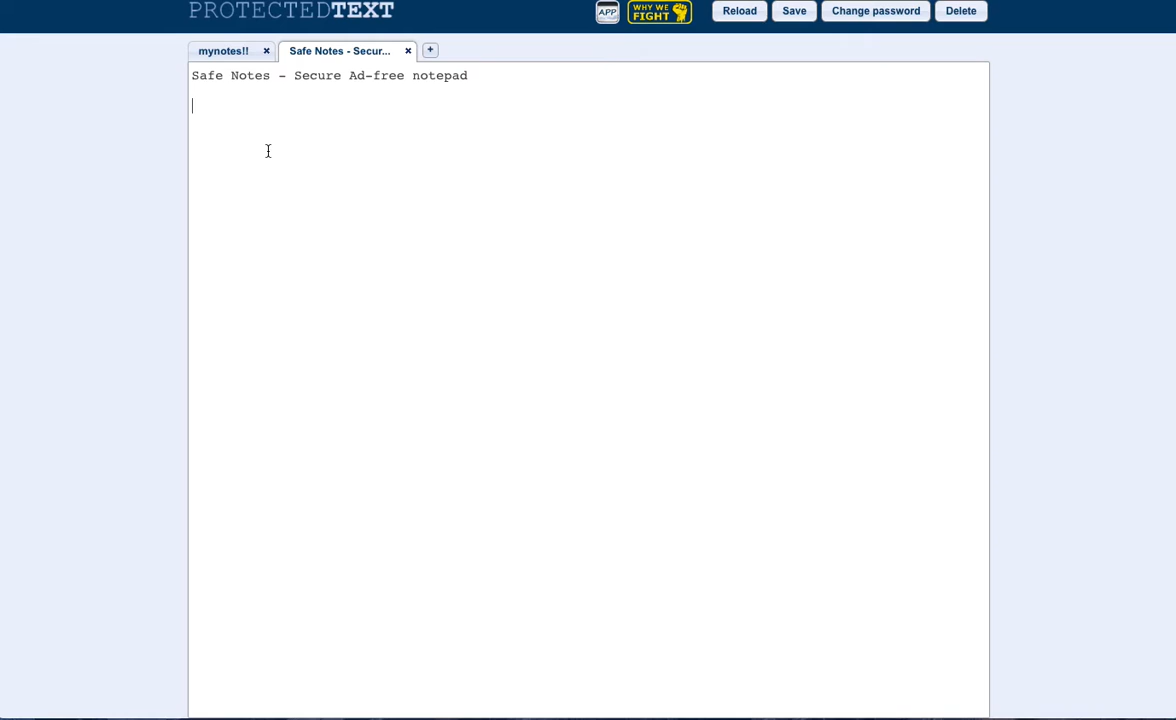 PROTECTEDTEXT
APP
WHY WE
FIGHT
Reload
Save
Change password
Delete
mynotes!! ×
Safe Notes - Secur... ×
+
Safe Notes - Secure Ad-free notepad